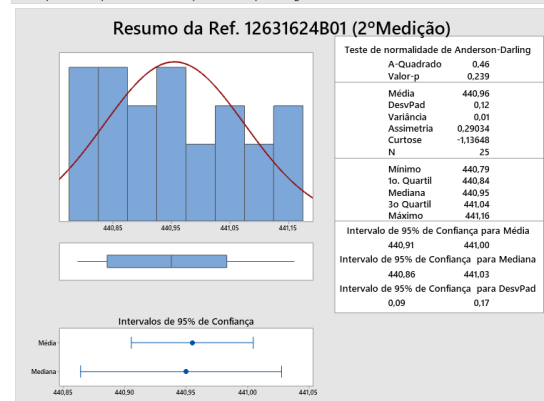 Resumo da Ref. 12631624B01 (2ºMedição)
Teste de normalidade de Anderson-Darling
A-Quadrado 0,46
Valor-p 0,239
Média 440,96
DesvPad 0,12
Variância 0,01
Assimetria 0,29034
Curtose -1,13648
N 25
Mínimo 440,79
1o. Quartil 440,84
Mediana 440,95
3o Quartil 441,04
Máximo 441,16
Intervalo de 95% de Confiança para Média
440,91 441,00
Intervalo de 95% de Confiança para Mediana
440,86 441,03
Intervalo de 95% de Confiança para DesvPad
0,09 0,17
440,85 440,95 441,05 441,15
Intervalos de 95% de Confiança
Média
Mediana
440,85 440,90 440,95 441,00 441,05